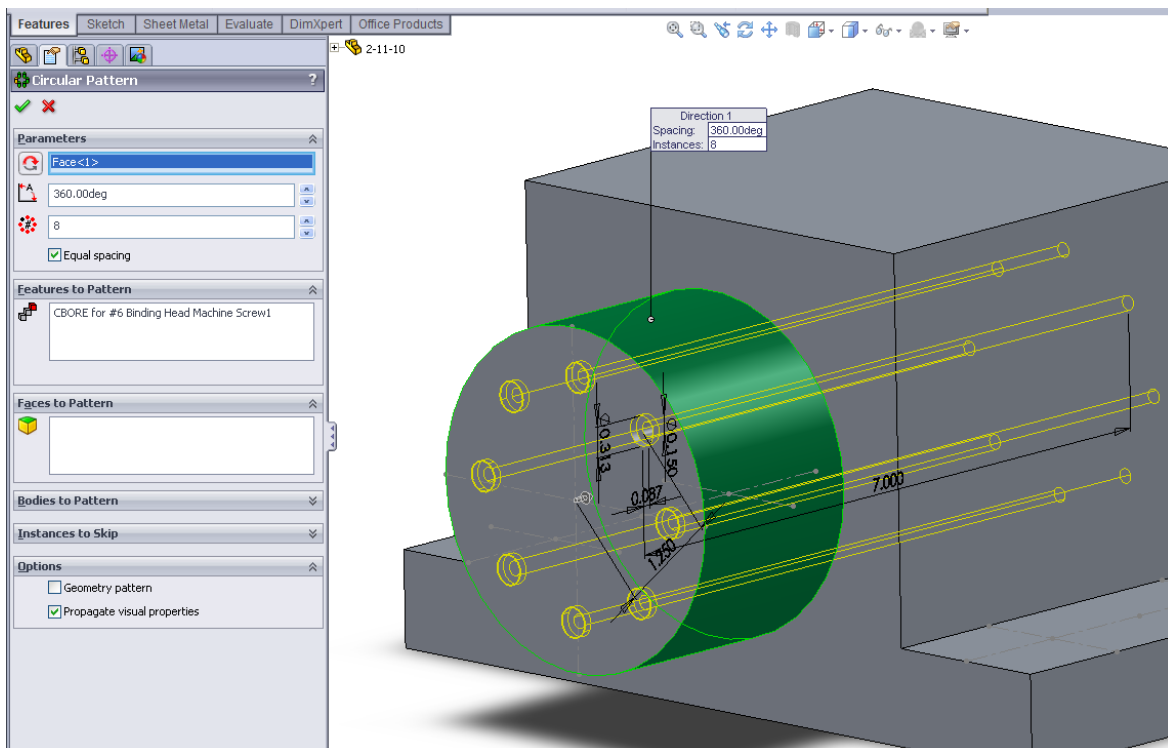 Features Sketch Sheet Metal Evaluate DimXpert Office Products
2-11-10
Circular Pattern ?
Parameters
Face<1>
360.00deg
8
Equal spacing
Features to Pattern
CBORE for #6 Binding Head Machine Screw1
Faces to Pattern
Bodies to Pattern
Instances to Skip
Options
Geometry pattern
Propagate visual properties
Direction 1
Spacing: 360.00deg
Instances: 8
Ø0.313
Ø0.150
0.087
7.000
1.250